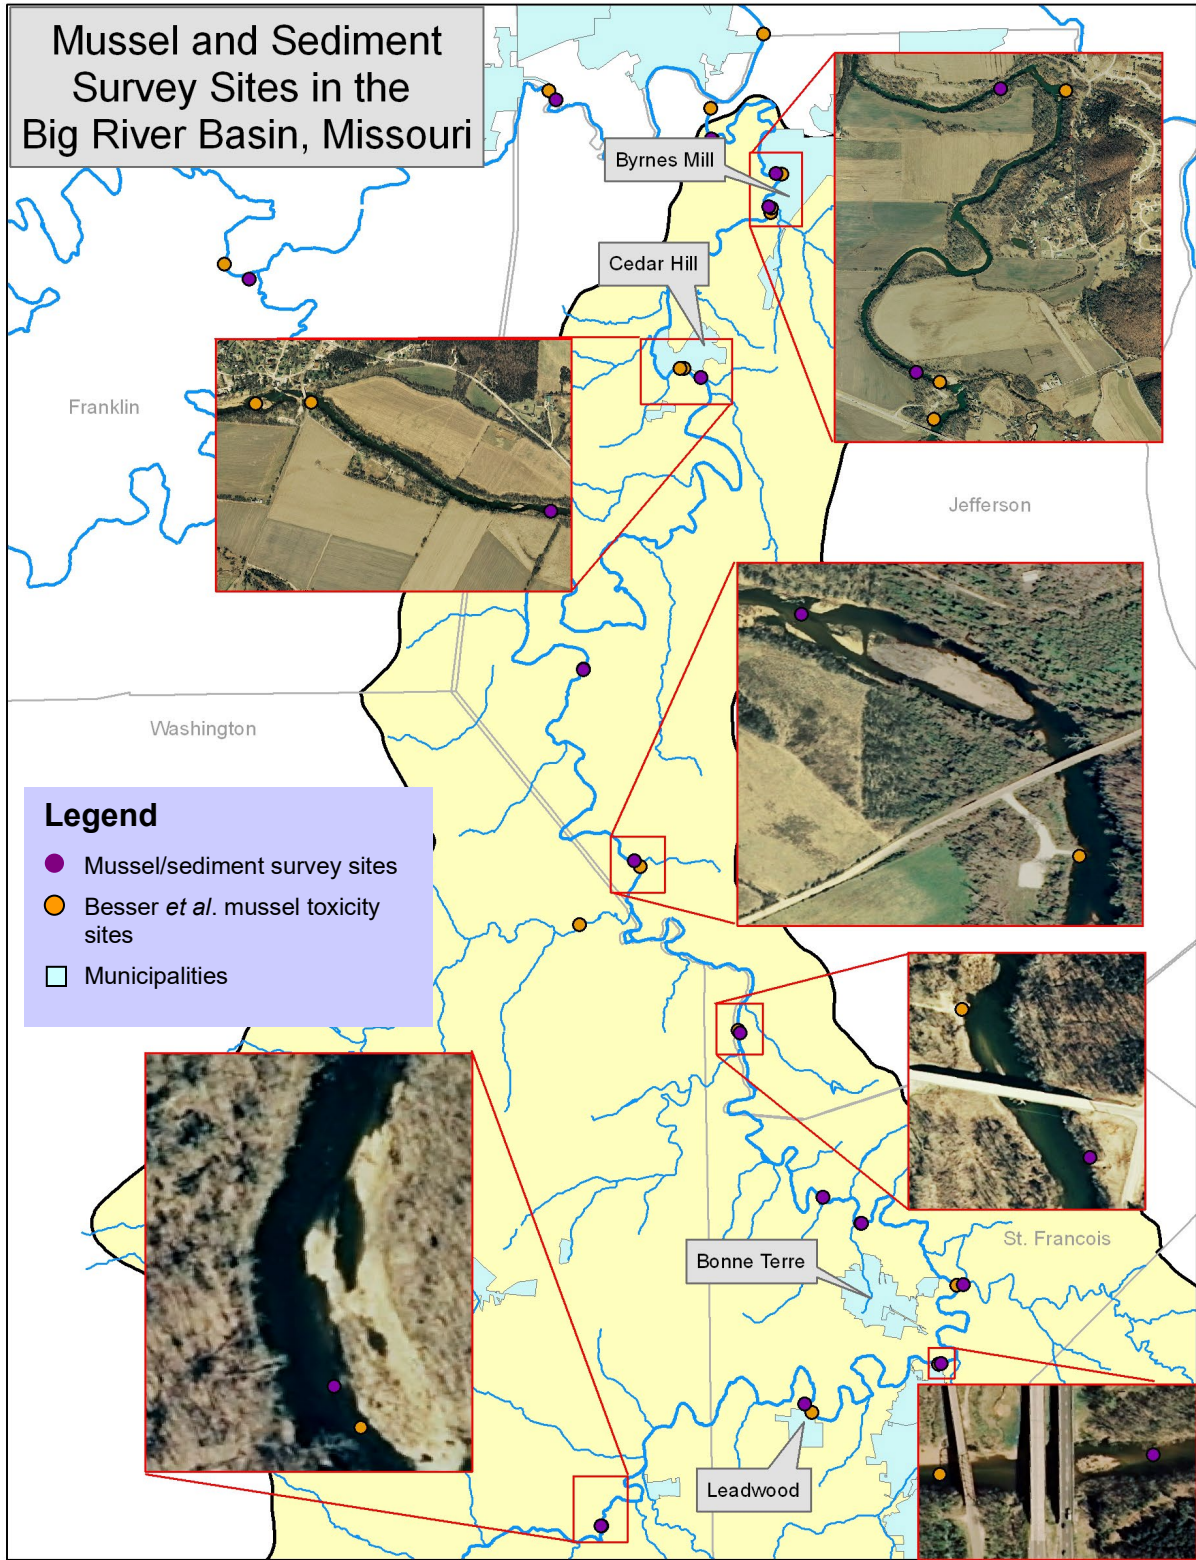 Mussel and Sediment
Survey Sites in the
Big River Basin, Missouri
Byrnes Mill
Cedar Hill
Franklin
Jefferson
Washington
Legend
Mussel/sediment survey sites
Besser et al. mussel toxicity
sites
Municipalities
St. Francois
Bonne Terre
Leadwood